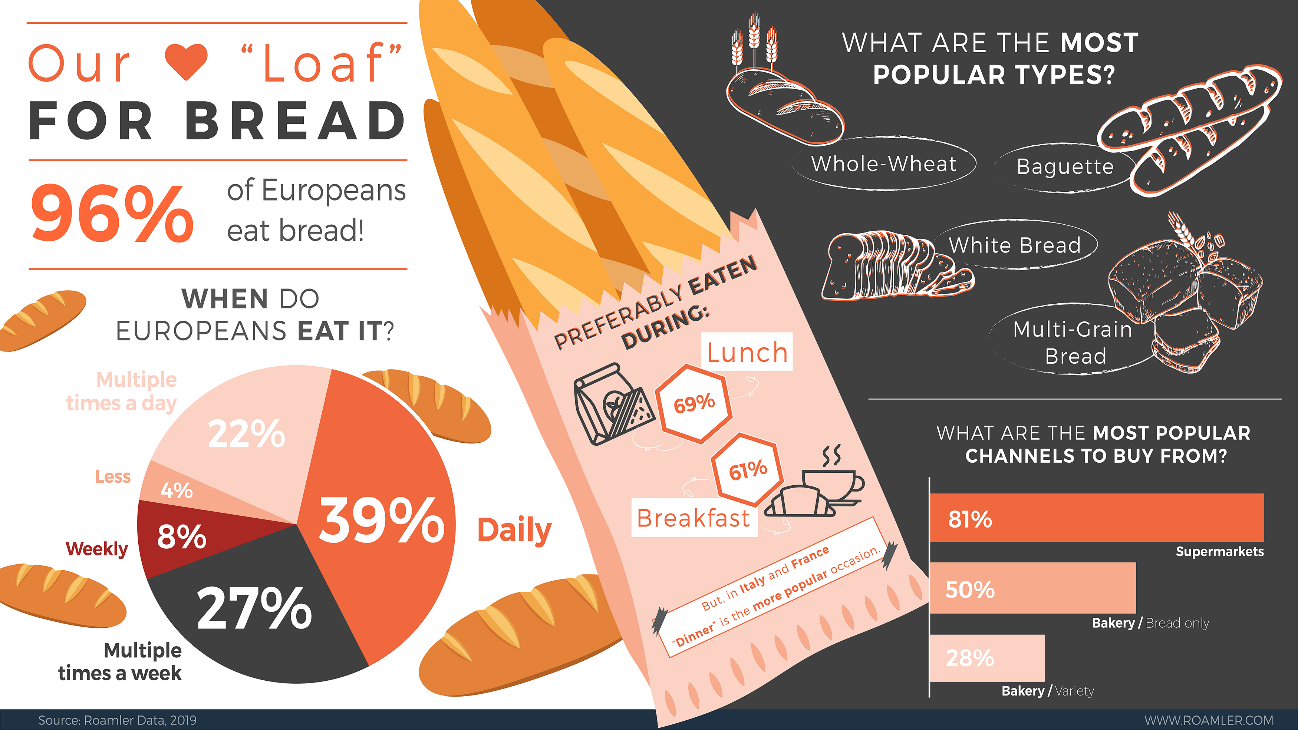 Our "Loaf"
FOR BREAD
96%
of Europeans
eat bread!
WHEN DO
EUROPEANS EAT IT?
Multiple
times a day
22%
Less
4%
Weekly
8%
39%
Daily
27%
Multiple
times a week
PREFERABLY EATEN
DURING:
Lunch
69%
61%
Breakfast
But, in Italy and France
"Dinner" is the more popular occasion.
WHAT ARE THE MOST
POPULAR TYPES?
Whole-Wheat
Baguette
White Bread
Multi-Grain
Bread
WHAT ARE THE MOST POPULAR
CHANNELS TO BUY FROM?
81%
Supermarkets
50%
Bakery / Bread only
28%
Bakery / Variety
Source: Roamler Data, 2019
WWW.ROAMLER.COM